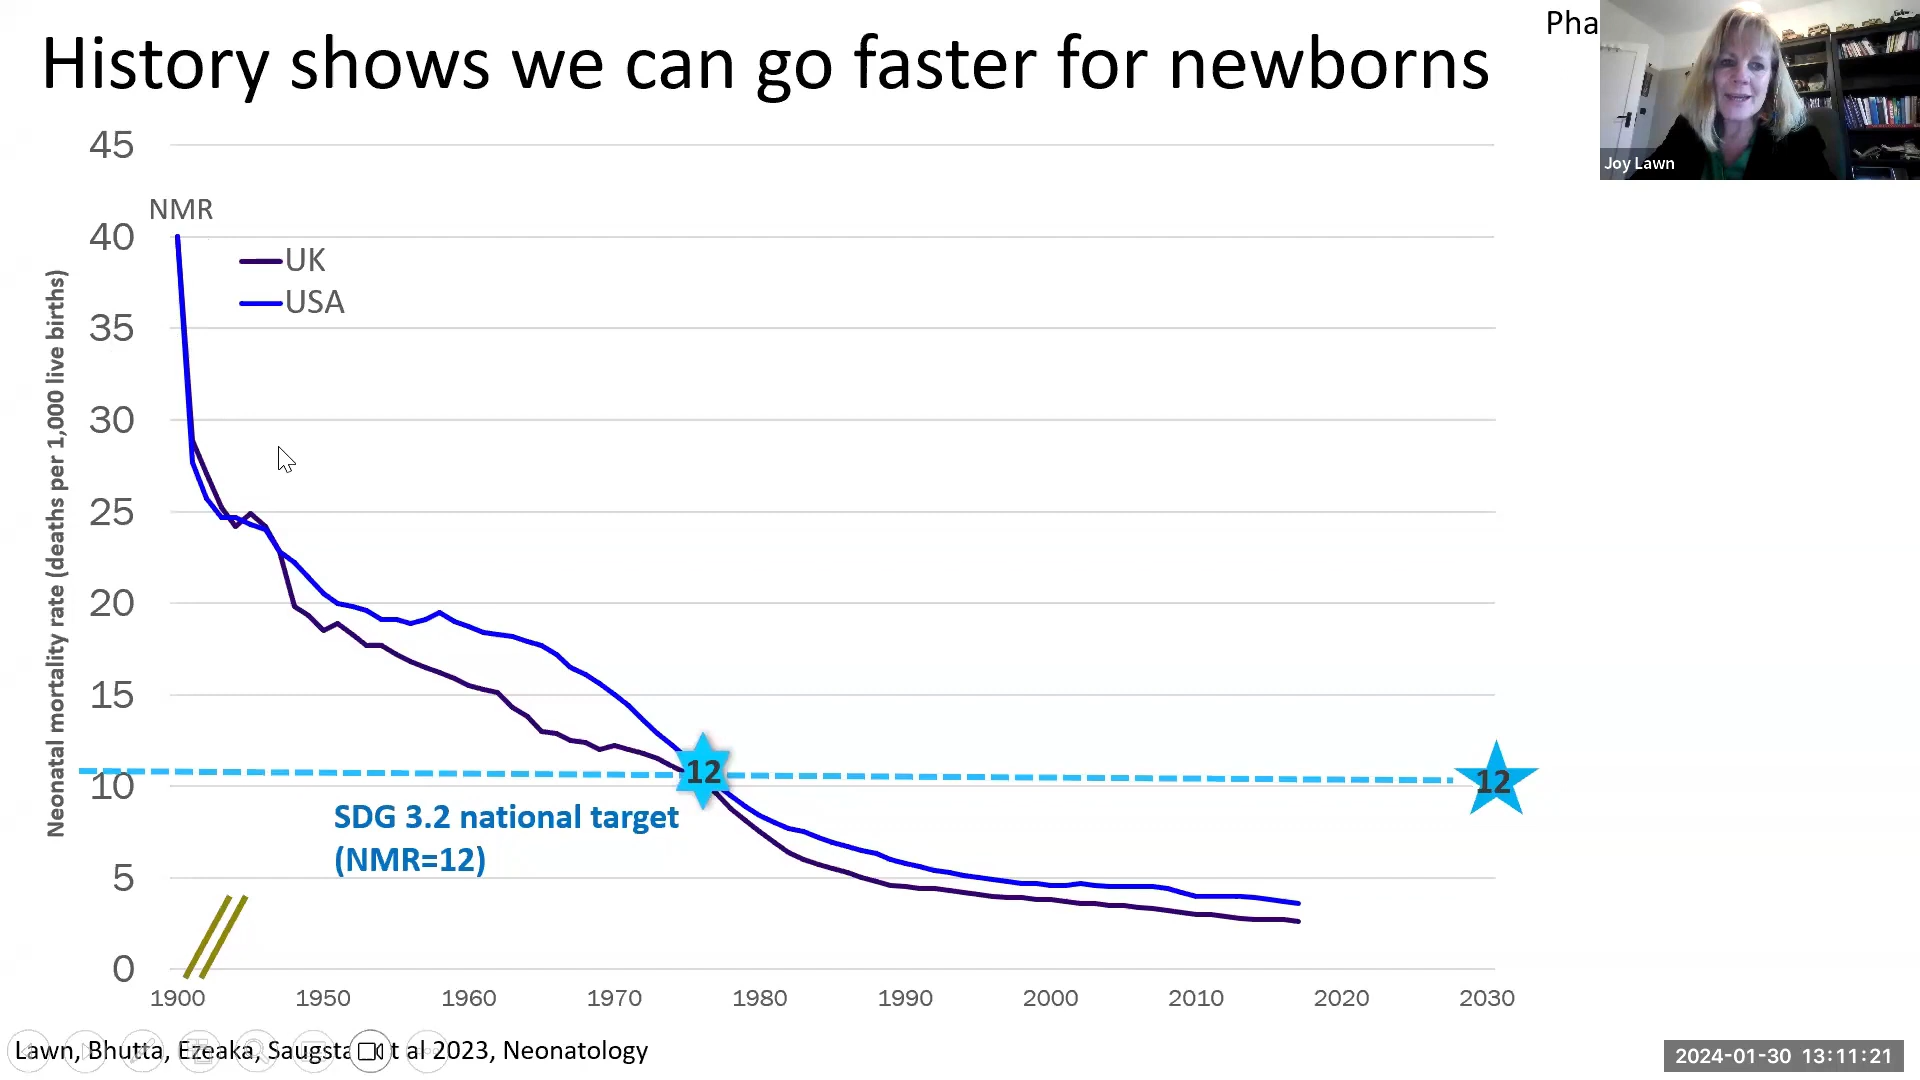 History shows we can go faster for newborns
Pha
Joy Lawn
45
NMR
40
UK
USA
35
30
25
20
15
10
5
0
Neonatal mortality rate (deaths per 1,000 live births)
12
12
SDG 3.2 national target
(NMR=12)
1900 1950 1960 1970 1980 1990 2000 2010 2020 2030
Lawn, Bhutta, Ezeaka, Saugsta t al 2023, Neonatology
2024-01-30 13:11:21